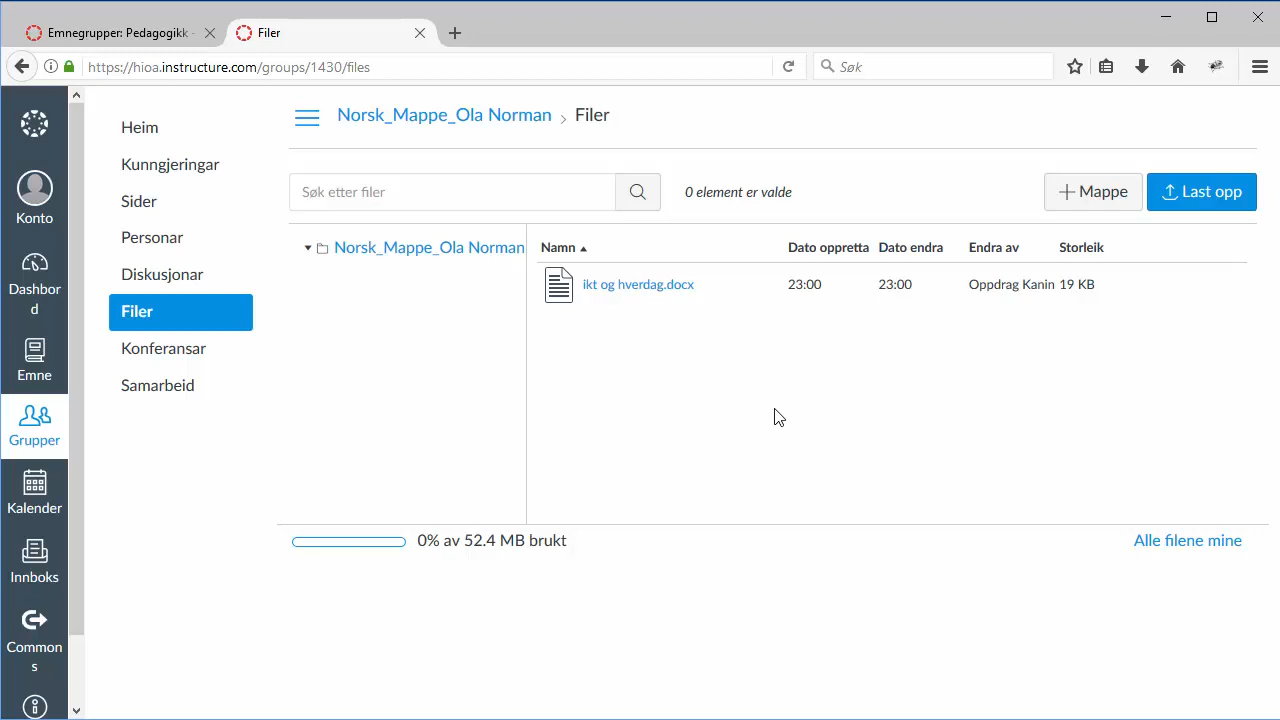 Emnegrupper: Pedagogikk -
Filer
https://hioa.instructure.com/groups/1430/files
Søk
Konto
Dashbor
d
Emne
Grupper
Kalender
Innboks
Common
s
Heim
Kunngjeringar
Sider
Personar
Diskusjonar
Filer
Konferansar
Samarbeid
Norsk_Mappe_Ola Norman > Filer
Søk etter filer
0 element er valde
+ Mappe
Last opp
Norsk_Mappe_Ola Norman
Namn Dato oppretta Dato endra Endra av Storleik
ikt og hverdag.docx 23:00 23:00 Oppdrag Kanin 19 KB
0% av 52.4 MB brukt
Alle filene mine